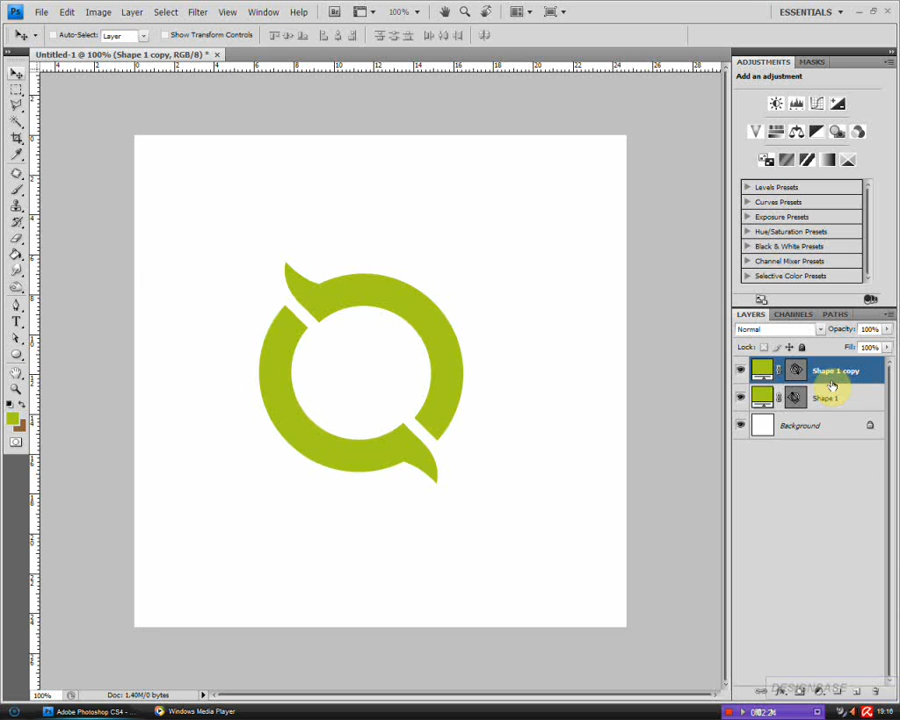 Ps File Edit Image Layer Select Filter View Window Help Br 100% ESSENTIALS
Auto-Select: Layer Show Transform Controls
Untitled-1 @ 100% (Shape 1 copy, RGB/8) *
ADJUSTMENTS MASKS
Add an adjustment
Levels Presets
Curves Presets
Exposure Presets
Hue/Saturation Presets
Black & White Presets
Channel Mixer Presets
Selective Color Presets
LAYERS CHANNELS PATHS
Normal Opacity: 100%
Lock: Fill: 100%
Shape 1 copy
Shape 1
Background
DESIGNBASE
100% Doc: 1.40M/0 bytes
Adobe Photoshop CS4 - ... Windows Media Player 19:16